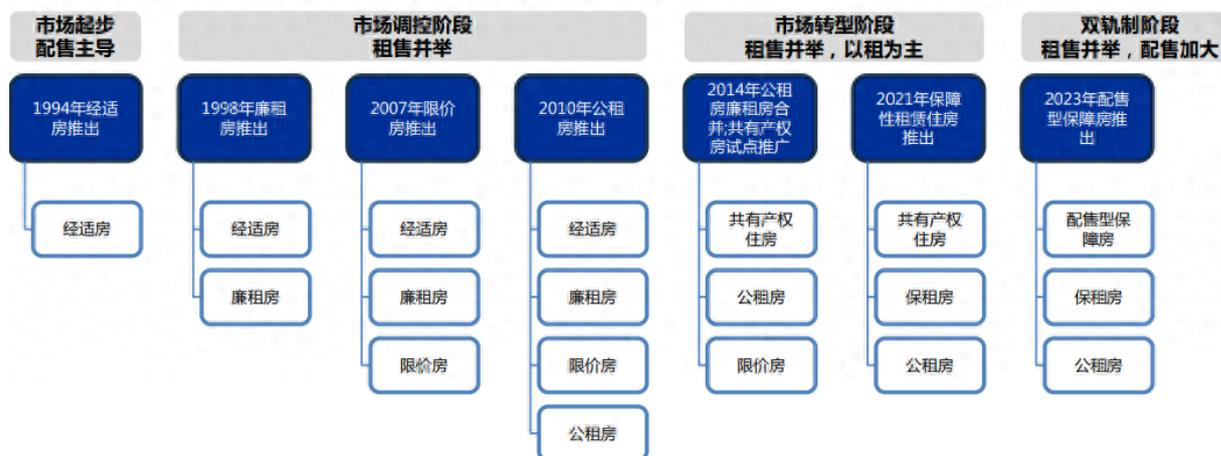 市场起步
配售主导
市场调控阶段
租售并举
市场转型阶段
租售并举，以租为主
双轨制阶段
租售并举，配售加大
1994年经适
房推出
1998年廉租
房推出
2007年限价
房推出
2010年公租
房推出
2014年公租
房廉租房合
并;共有产权
房试点推广
2021年保障
性租赁住房
推出
2023年配售
型保障房推
出
经适房
经适房
廉租房
经适房
廉租房
限价房
经适房
廉租房
限价房
公租房
共有产权
住房
公租房
限价房
共有产权
住房
保租房
公租房
配售型保
障房
保租房
公租房